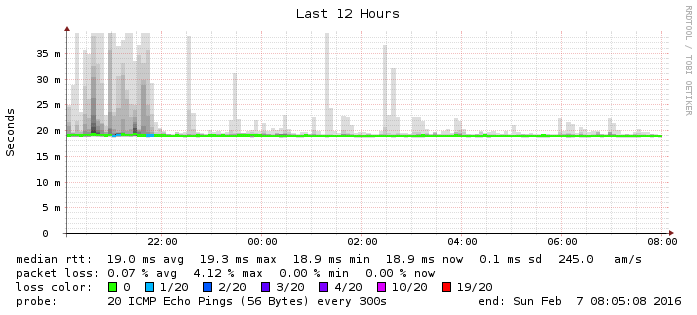 Last 12 Hours
RRDTOOL / TOBI OETIKER
Seconds
35 m
30 m
25 m
20 m
15 m
10 m
5 m
0
22:00 00:00 02:00 04:00 06:00 08:00
median rtt: 19.0 ms avg 19.3 ms max 18.9 ms min 18.9 ms now 0.1 ms sd 245.0 am/s
packet loss: 0.07 % avg 4.12 % max 0.00 % min 0.00 % now
loss color: 0 1/20 2/20 3/20 4/20 10/20 19/20
probe: 20 ICMP Echo Pings (56 Bytes) every 300s end: Sun Feb 7 08:05:08 2016